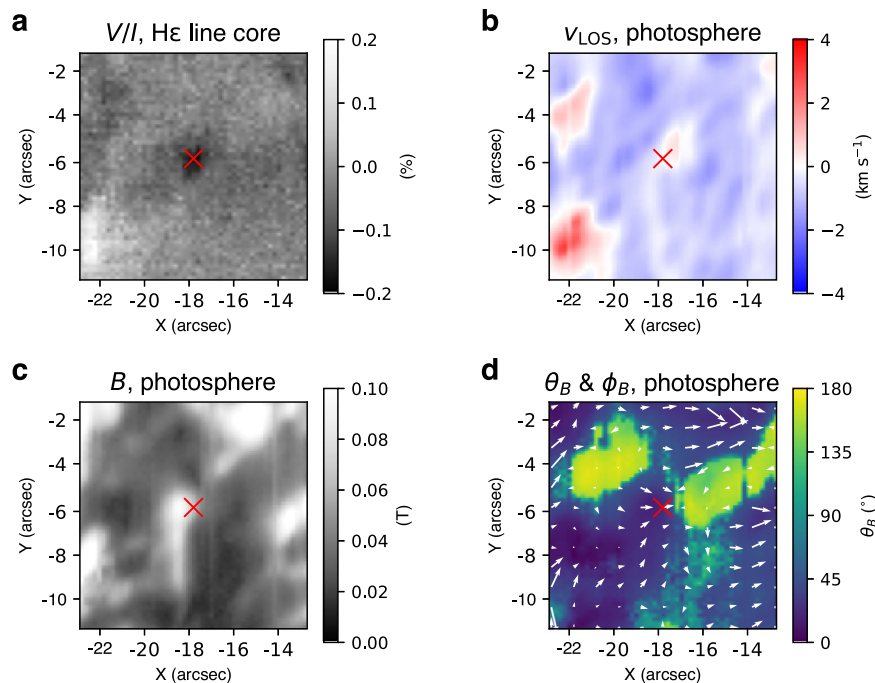 a
V/I, Hε line core
-2
-4
-6
-8
-10
Y (arcsec)
-22 -20 -18 -16 -14
X (arcsec)
0.2
0.1
0.0
−0.1
−0.2
(%)
b
vLOS, photosphere
-2
-4
-6
-8
-10
Y (arcsec)
-22 -20 -18 -16 -14
X (arcsec)
4
2
0
−2
−4
(km s⁻¹)
c
B, photosphere
-2
-4
-6
-8
-10
Y (arcsec)
-22 -20 -18 -16 -14
X (arcsec)
0.10
0.08
0.06
0.04
0.02
0.00
(T)
d
θB & ϕB, photosphere
-2
-4
-6
-8
-10
Y (arcsec)
-22 -20 -18 -16 -14
X (arcsec)
180
135
90
45
0
θB (°)